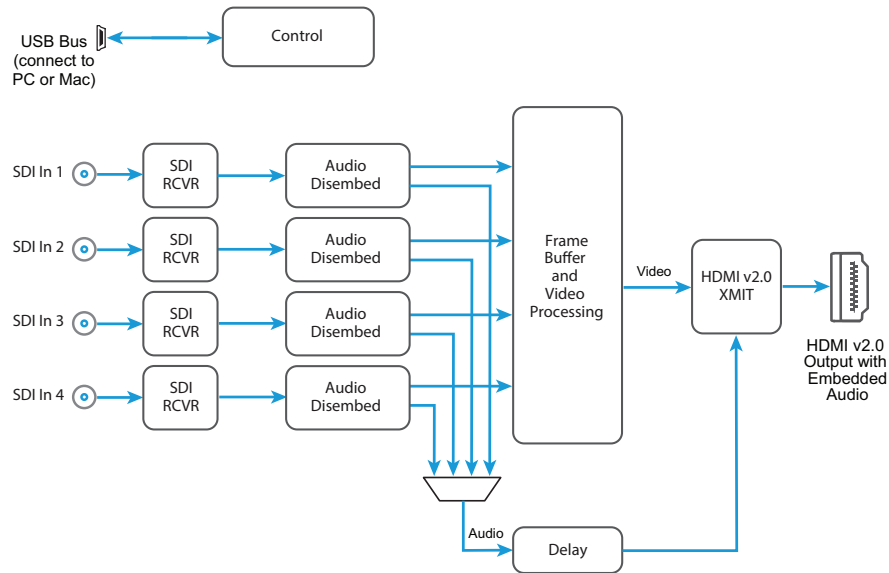 USB Bus
(connect to
PC or Mac)
Control
SDI In 1
SDI
RCVR
Audio
Disembed
SDI In 2
SDI
RCVR
Audio
Disembed
SDI In 3
SDI
RCVR
Audio
Disembed
SDI In 4
SDI
RCVR
Audio
Disembed
Frame
Buffer
and
Video
Processing
Video
HDMI v2.0
XMIT
HDMI v2.0
Output with
Embedded
Audio
Audio
Delay